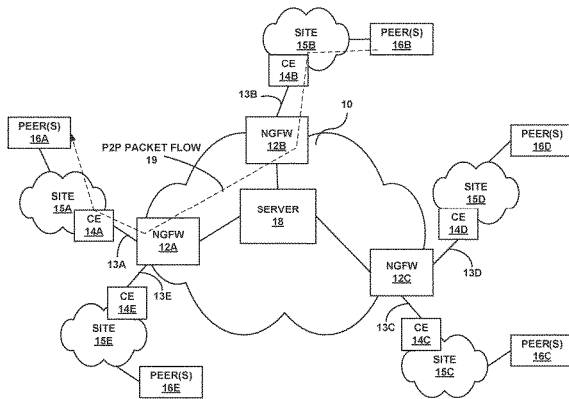 SITE
15B
PEER(S)
16B
CE
14B
13B
10
NGFW
12B
P2P PACKET FLOW
19
PEER(S)
16A
PEER(S)
16D
SITE
15A
CE
14A
13A
NGFW
12A
SERVER
18
SITE
15D
CE
14D
13D
NGFW
12C
13E
CE
14E
13C
CE
14C
SITE
15E
PEER(S)
16E
SITE
15C
PEER(S)
16C